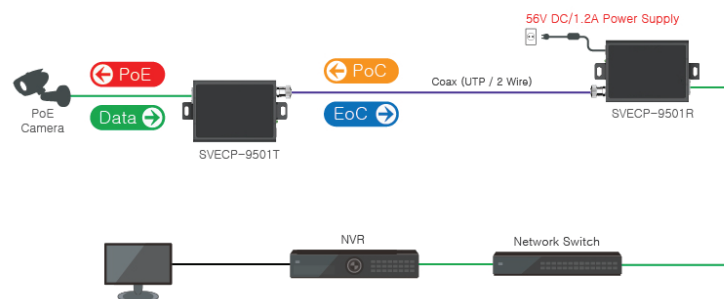 56V DC/1.2A Power Supply
PoE
PoC
Coax (UTP / 2 Wire)
PoE
Camera
Data
EoC
SVECP-9501T
SVECP-9501R
NVR
Network Switch